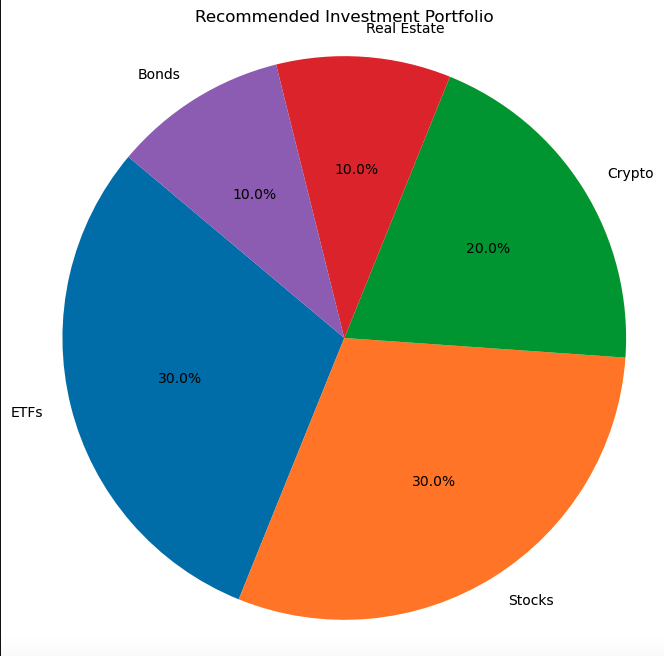 Recommended Investment Portfolio
Real Estate
Bonds
Crypto
10.0%
10.0%
20.0%
30.0%
ETFs
30.0%
Stocks